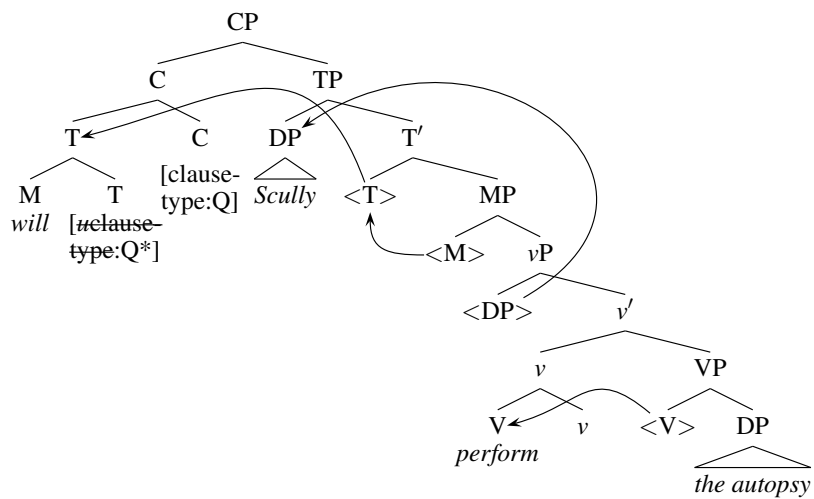 CP
C TP
T C DP T′
M T [clause- Scully <T> MP
will [uclause- type:Q]
type:Q*] <M> vP
<DP> v′
v VP
V v <V> DP
perform
the autopsy